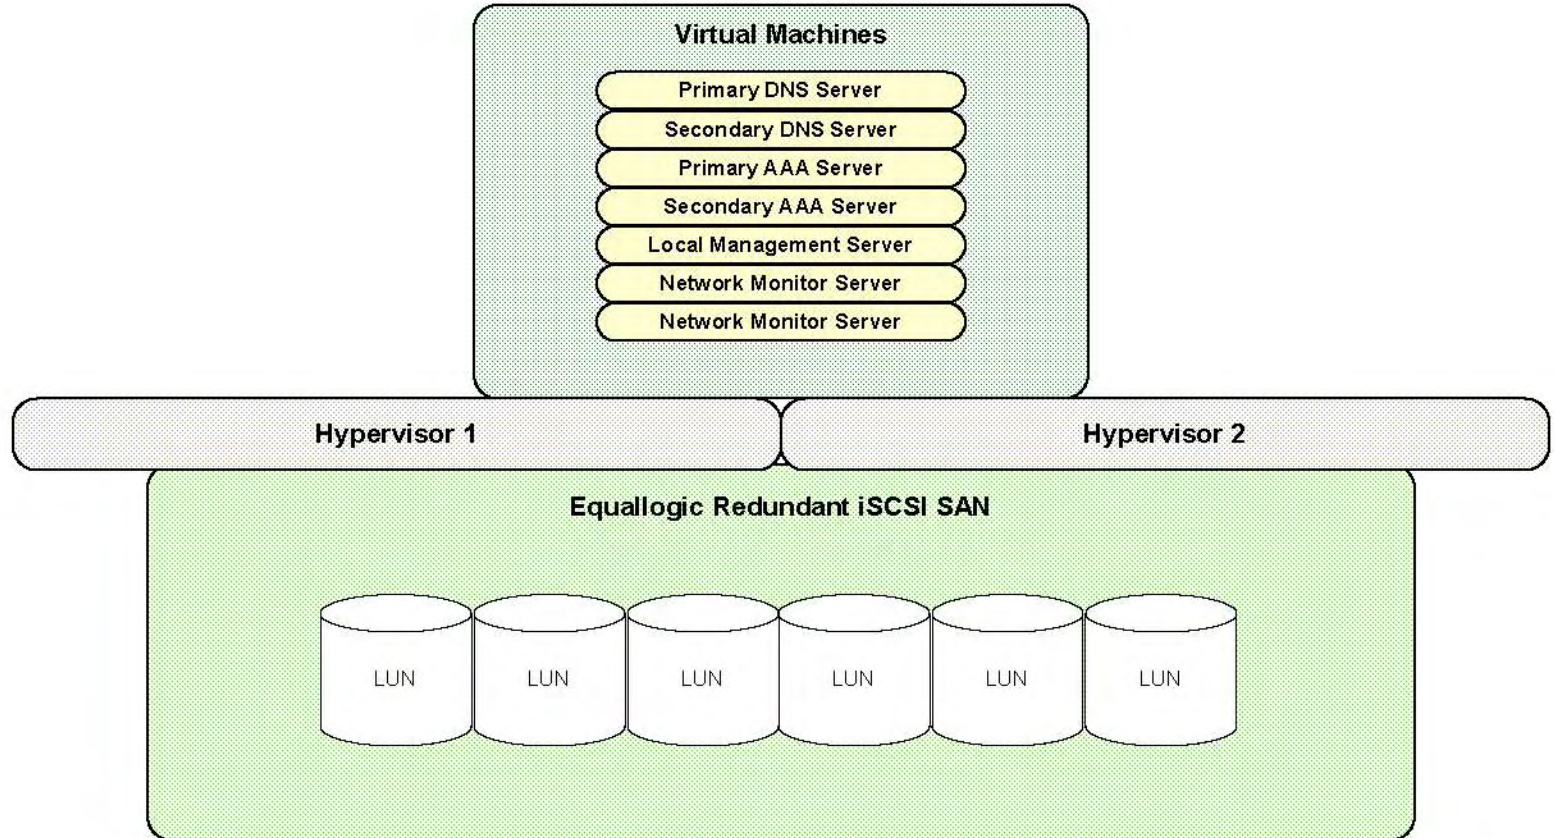 Virtual Machines
Primary DNS Server
Secondary DNS Server
Primary AAA Server
Secondary AAA Server
Local Management Server
Network Monitor Server
Network Monitor Server
Hypervisor 1
Hypervisor 2
Equallogic Redundant iSCSI SAN
LUN
LUN
LUN
LUN
LUN
LUN